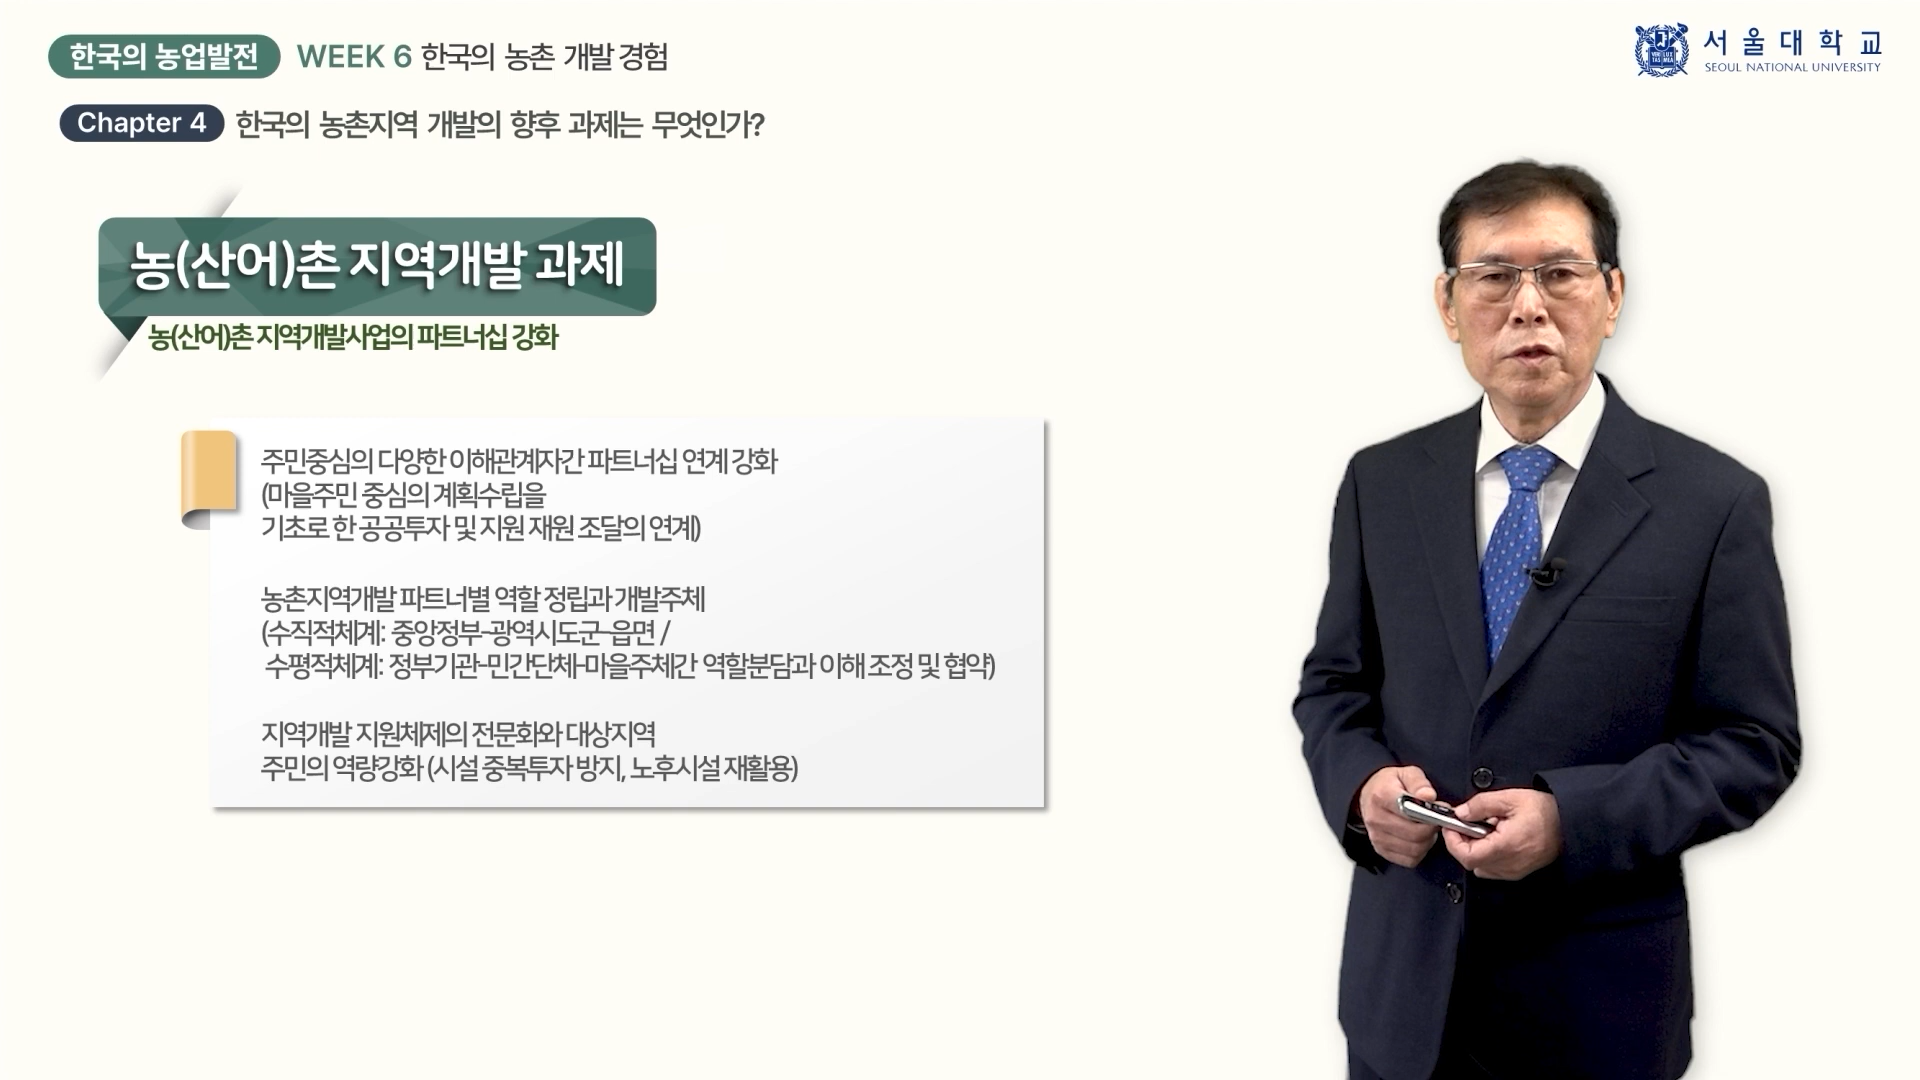 한국의 농업발전 WEEK 6 한국의 농촌 개발 경험
서울대학교
SEOUL NATIONAL UNIVERSITY
Chapter 4 한국의 농촌지역 개발의 향후 과제는 무엇인가?
농(산어)촌 지역개발 과제
농(산어)촌 지역개발사업의 파트너십 강화
주민중심의 다양한 이해관계자간 파트너십 연계 강화
(마을주민 중심의 계획수립을
기초로 한 공공투자 및 지원 재원 조달의 연계)
농촌지역개발 파트너별 역할 정립과 개발주체
(수직적체계: 중앙정부-광역시도군-읍면 /
수평적체계: 정부기관-민간단체-마을주체간 역할분담과 이해 조정 및 협약)
지역개발 지원체제의 전문화와 대상지역
주민의 역량강화 (시설 중복투자 방지, 노후시설 재활용)